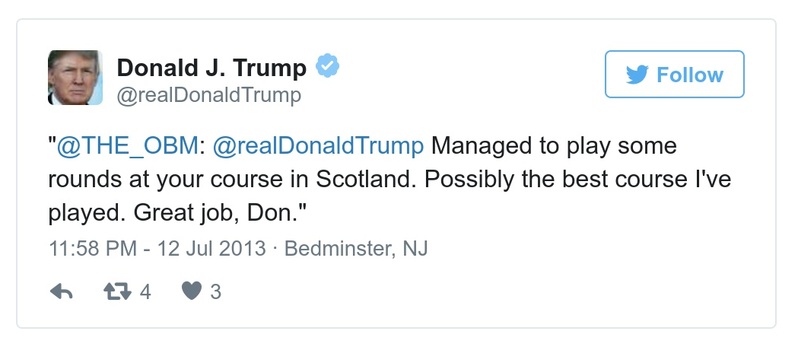 Donald J. Trump
@realDonaldTrump
Follow
"@THE_OBM: @realDonaldTrump Managed to play some
rounds at your course in Scotland. Possibly the best course I've
played. Great job, Don."
11:58 PM - 12 Jul 2013 · Bedminster, NJ
4 3